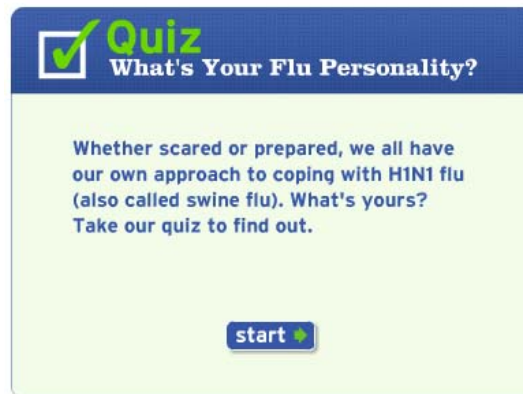 Quiz
What's Your Flu Personality?
Whether scared or prepared, we all have
our own approach to coping with H1N1 flu
(also called swine flu). What's yours?
Take our quiz to find out.
start